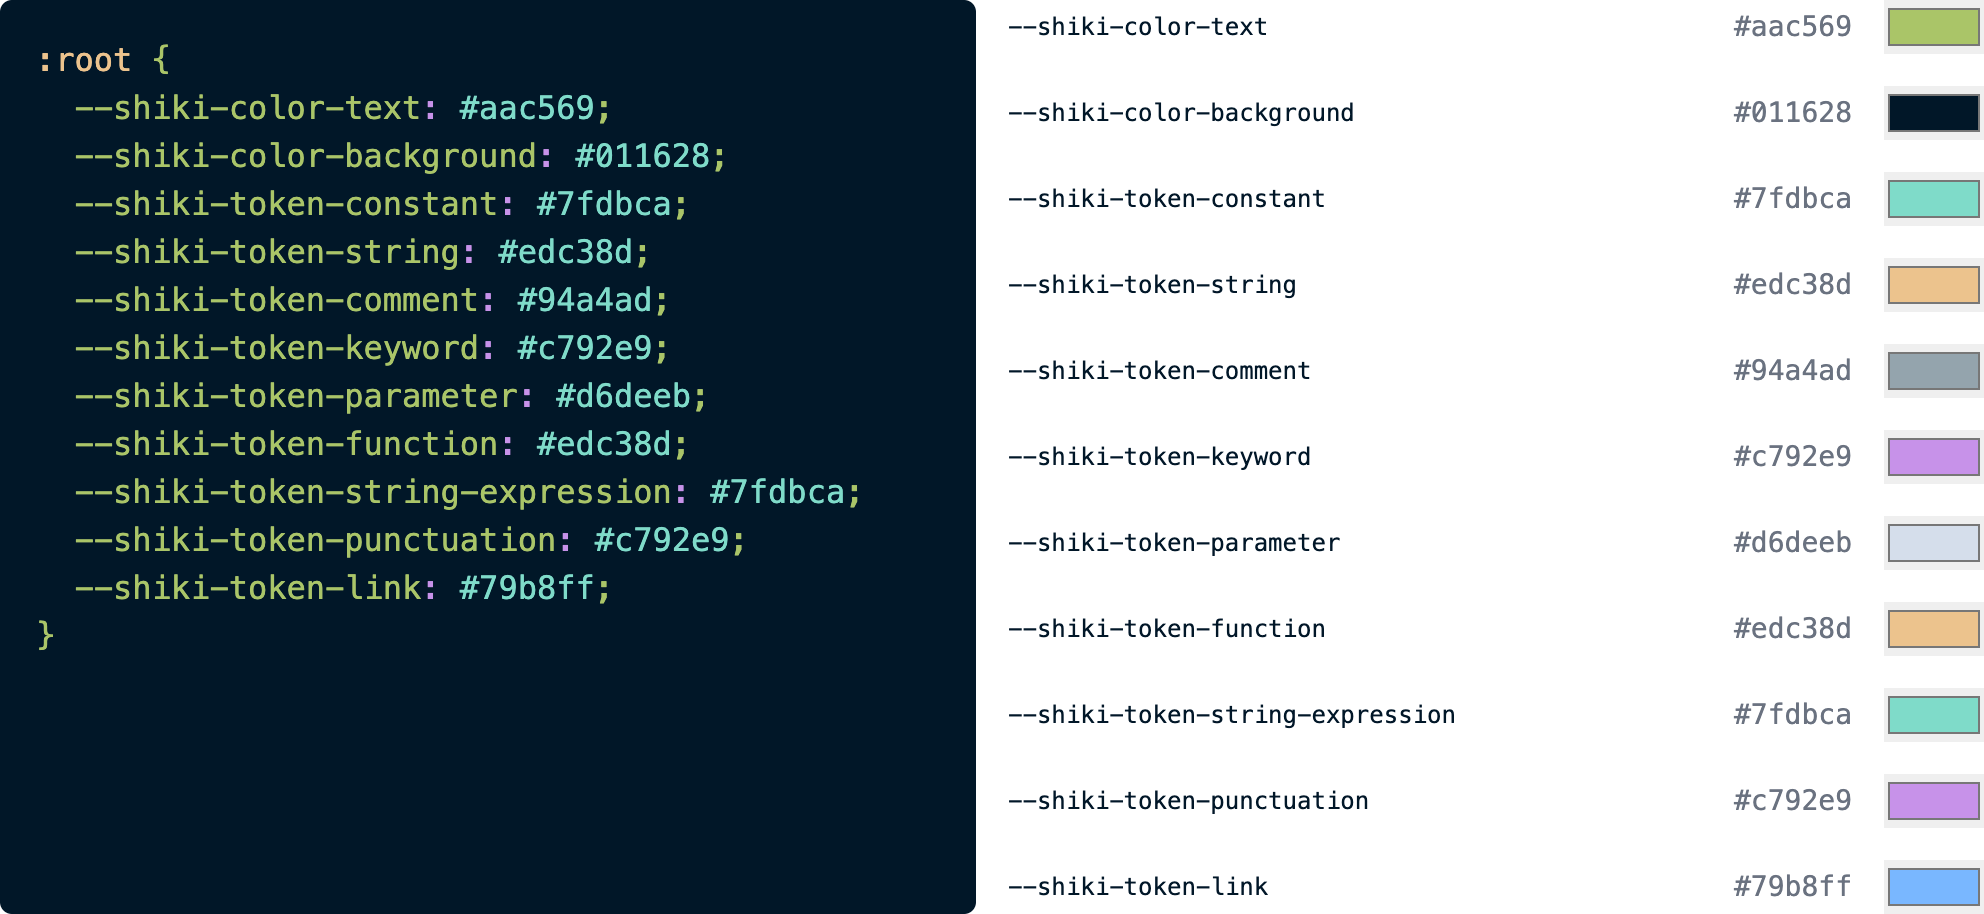 :root {
  --shiki-color-text: #aac569;
  --shiki-color-background: #011628;
  --shiki-token-constant: #7fdbca;
  --shiki-token-string: #edc38d;
  --shiki-token-comment: #94a4ad;
  --shiki-token-keyword: #c792e9;
  --shiki-token-parameter: #d6deeb;
  --shiki-token-function: #edc38d;
  --shiki-token-string-expression: #7fdbca;
  --shiki-token-punctuation: #c792e9;
  --shiki-token-link: #79b8ff;
}
--shiki-color-text #aac569
--shiki-color-background #011628
--shiki-token-constant #7fdbca
--shiki-token-string #edc38d
--shiki-token-comment #94a4ad
--shiki-token-keyword #c792e9
--shiki-token-parameter #d6deeb
--shiki-token-function #edc38d
--shiki-token-string-expression #7fdbca
--shiki-token-punctuation #c792e9
--shiki-token-link #79b8ff